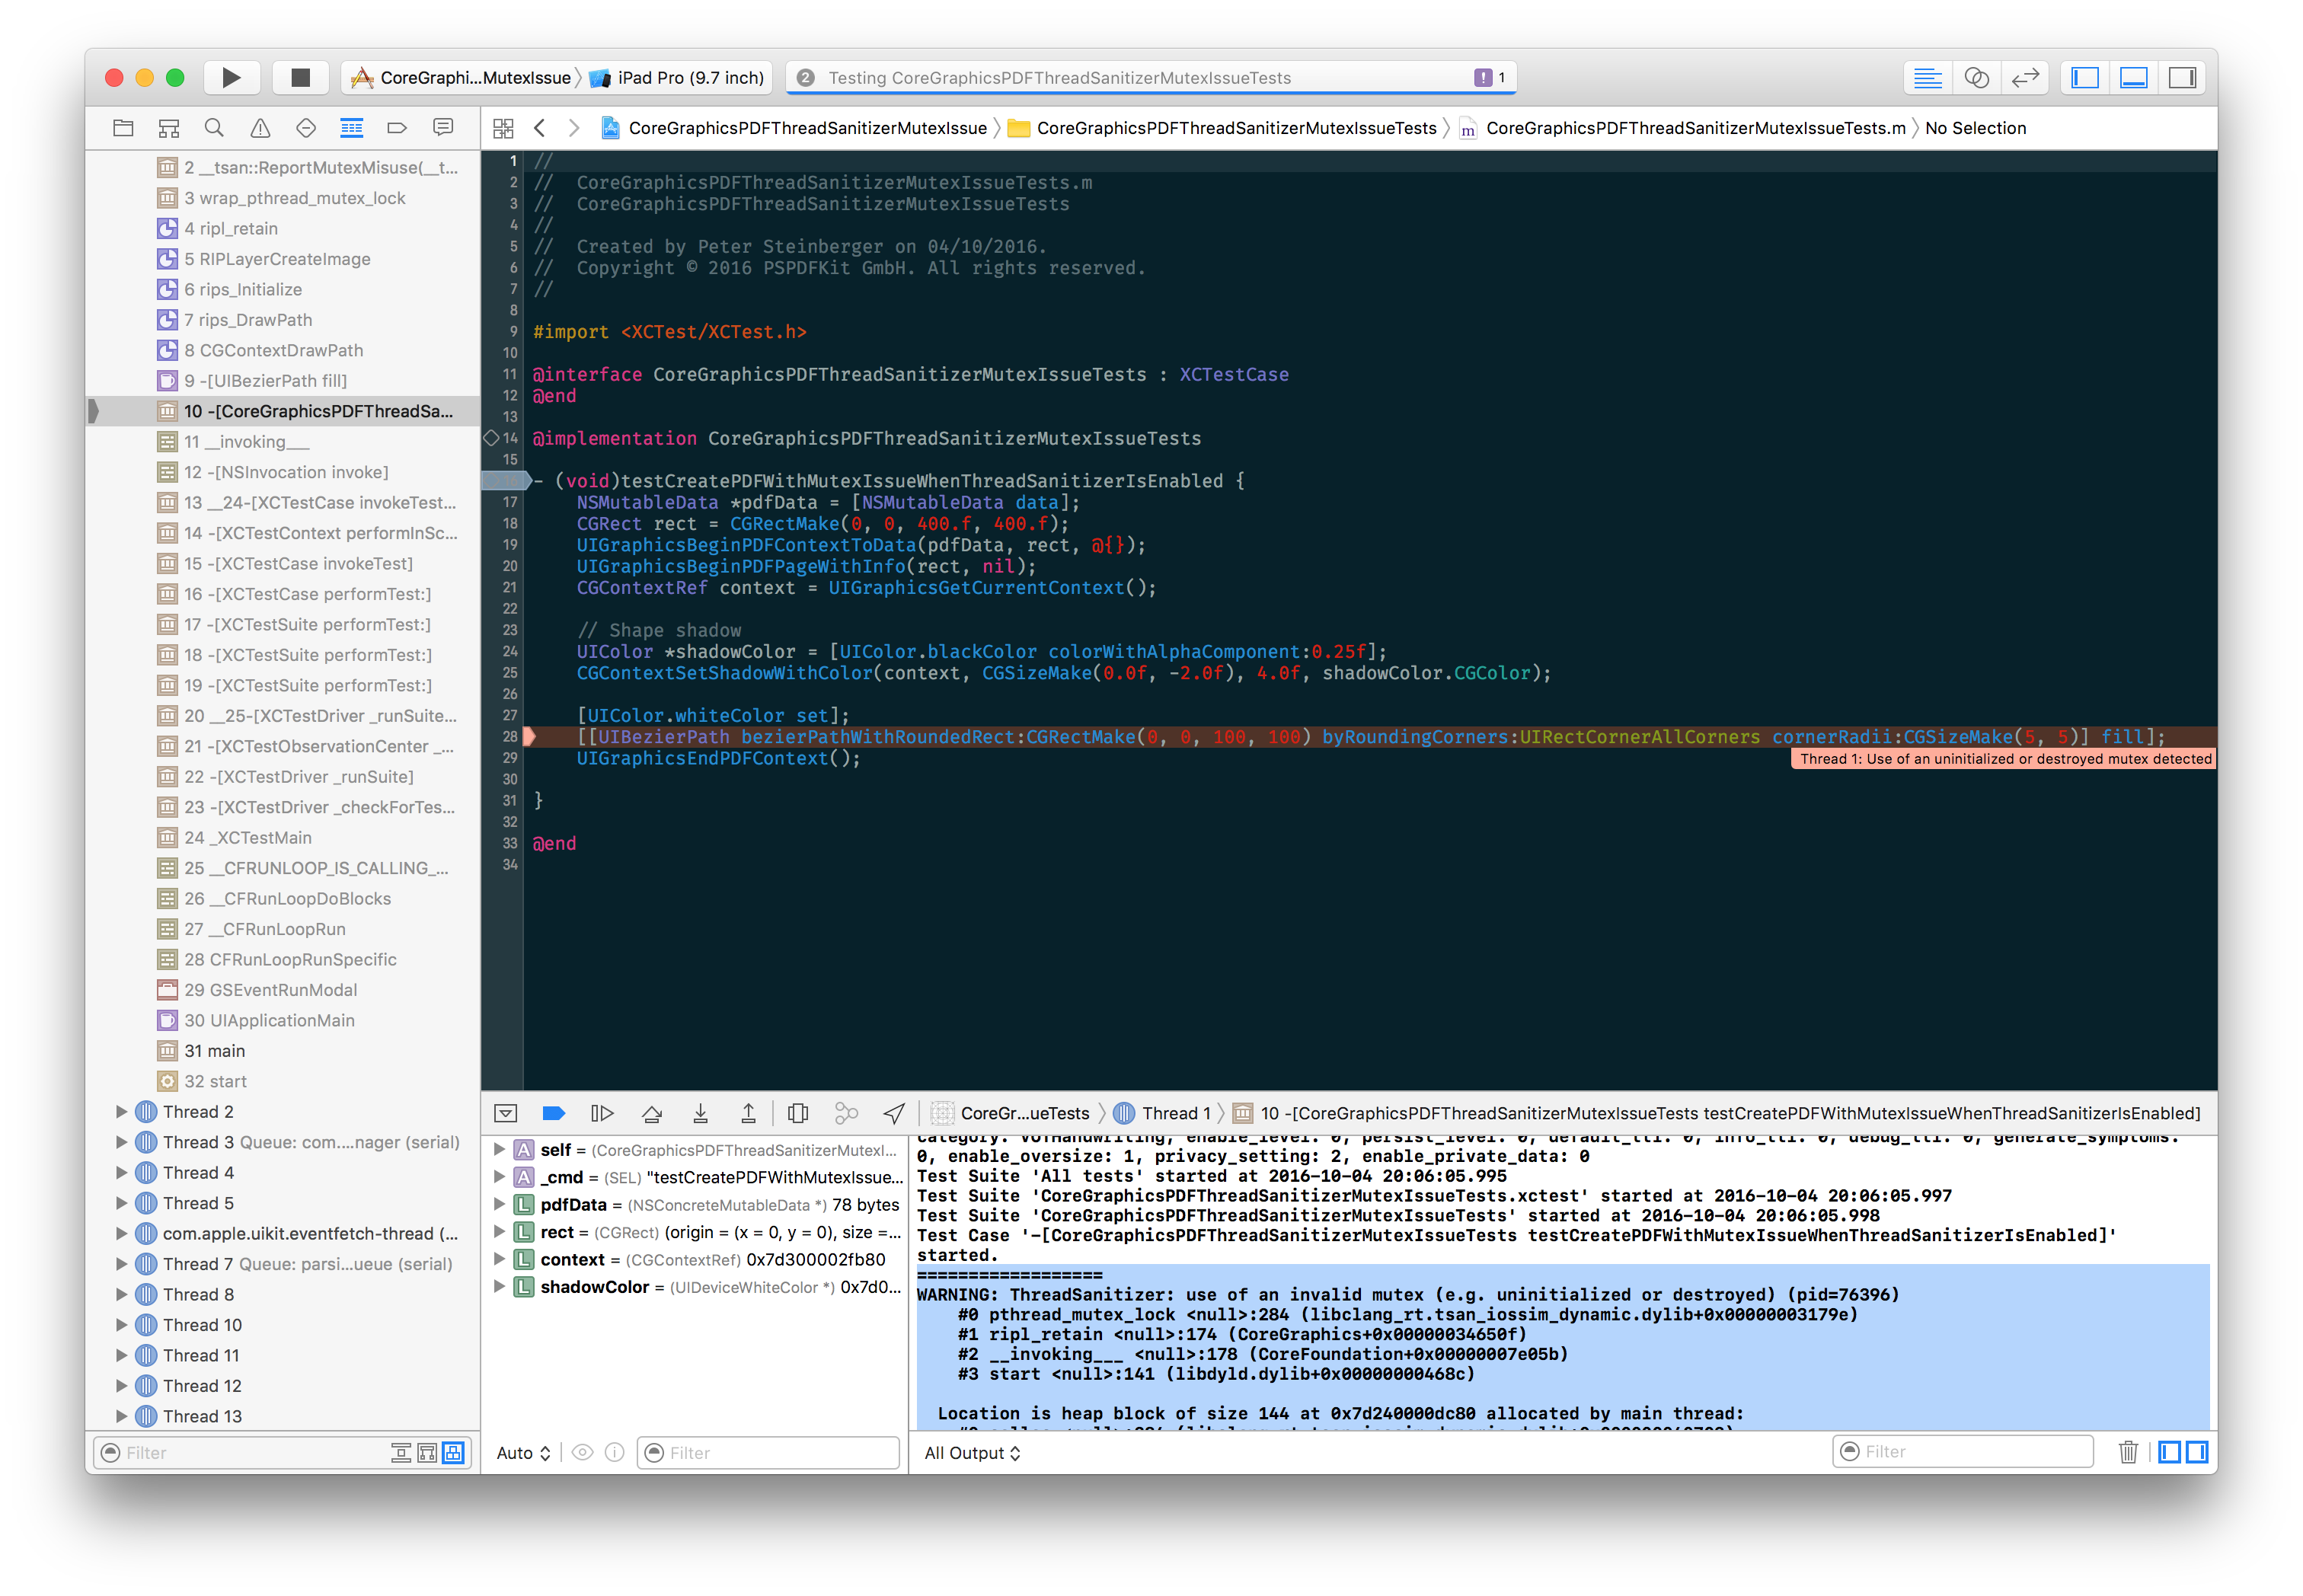 CoreGraphi...MutexIssue
iPad Pro (9.7 inch)
2 Testing CoreGraphicsPDFThreadSanitizerMutexIssueTests
! 1
CoreGraphicsPDFThreadSanitizerMutexIssue
CoreGraphicsPDFThreadSanitizerMutexIssueTests
m CoreGraphicsPDFThreadSanitizerMutexIssueTests.m
No Selection
2 __tsan::ReportMutexMisuse(__t...
3 wrap_pthread_mutex_lock
4 ripl_retain
5 RIPLayerCreateImage
6 rips_Initialize
7 rips_DrawPath
8 CGContextDrawPath
9 -[UIBezierPath fill]
10 -[CoreGraphicsPDFThreadSa...
11 __invoking___
12 -[NSInvocation invoke]
13 __24-[XCTestCase invokeTest...
14 -[XCTestContext performInSc...
15 -[XCTestCase invokeTest]
16 -[XCTestCase performTest:]
17 -[XCTestSuite performTest:]
18 -[XCTestSuite performTest:]
19 -[XCTestSuite performTest:]
20 __25-[XCTestDriver _runSuite...
21 -[XCTestObservationCenter _...
22 -[XCTestDriver _runSuite]
23 -[XCTestDriver _checkForTes...
24 _XCTestMain
25 __CFRUNLOOP_IS_CALLING_...
26 __CFRunLoopDoBlocks
27 __CFRunLoopRun
28 CFRunLoopRunSpecific
29 GSEventRunModal
30 UIApplicationMain
31 main
32 start
Thread 2
Thread 3 Queue: com....nager (serial)
Thread 4
Thread 5
com.apple.uikit.eventfetch-thread (...
Thread 7 Queue: parsi...ueue (serial)
Thread 8
Thread 10
Thread 11
Thread 12
Thread 13
Filter
1 //
2 //  CoreGraphicsPDFThreadSanitizerMutexIssueTests.m
3 //  CoreGraphicsPDFThreadSanitizerMutexIssueTests
4 //
5 //  Created by Peter Steinberger on 04/10/2016.
6 //  Copyright © 2016 PSPDFKit GmbH. All rights reserved.
7 //
8
9 #import <XCTest/XCTest.h>
10
11 @interface CoreGraphicsPDFThreadSanitizerMutexIssueTests : XCTestCase
12 @end
13
14 @implementation CoreGraphicsPDFThreadSanitizerMutexIssueTests
15
- (void)testCreatePDFWithMutexIssueWhenThreadSanitizerIsEnabled {
17 NSMutableData *pdfData = [NSMutableData data];
18 CGRect rect = CGRectMake(0, 0, 400.f, 400.f);
19 UIGraphicsBeginPDFContextToData(pdfData, rect, @{});
20 UIGraphicsBeginPDFPageWithInfo(rect, nil);
21 CGContextRef context = UIGraphicsGetCurrentContext();
22
23 // Shape shadow
24 UIColor *shadowColor = [UIColor.blackColor colorWithAlphaComponent:0.25f];
25 CGContextSetShadowWithColor(context, CGSizeMake(0.0f, -2.0f), 4.0f, shadowColor.CGColor);
26
27 [UIColor.whiteColor set];
28 [[UIBezierPath bezierPathWithRoundedRect:CGRectMake(0, 0, 100, 100) byRoundingCorners:UIRectCornerAllCorners cornerRadii:CGSizeMake(5, 5)] fill];
Thread 1: Use of an uninitialized or destroyed mutex detected
29 UIGraphicsEndPDFContext();
30
31 }
32
33 @end
34
CoreGr...ueTests
Thread 1
10 -[CoreGraphicsPDFThreadSanitizerMutexIssueTests testCreatePDFWithMutexIssueWhenThreadSanitizerIsEnabled]
A self = (CoreGraphicsPDFThreadSanitizerMutexI...
A _cmd = (SEL) "testCreatePDFWithMutexIssue...
L pdfData = (NSConcreteMutableData *) 78 bytes
L rect = (CGRect) (origin = (x = 0, y = 0), size =...
L context = (CGContextRef) 0x7d300002fb80
L shadowColor = (UIDeviceWhiteColor *) 0x7d0...
Auto
Filter
category: VoiHandwriting, enable_level: 0, persist_level: 0, default_ttl: 0, info_ttl: 0, debug_ttl: 0, generate_symptoms:
0, enable_oversize: 1, privacy_setting: 2, enable_private_data: 0
Test Suite 'All tests' started at 2016-10-04 20:06:05.995
Test Suite 'CoreGraphicsPDFThreadSanitizerMutexIssueTests.xctest' started at 2016-10-04 20:06:05.997
Test Suite 'CoreGraphicsPDFThreadSanitizerMutexIssueTests' started at 2016-10-04 20:06:05.998
Test Case '-[CoreGraphicsPDFThreadSanitizerMutexIssueTests testCreatePDFWithMutexIssueWhenThreadSanitizerIsEnabled]'
started.
==================
WARNING: ThreadSanitizer: use of an invalid mutex (e.g. uninitialized or destroyed) (pid=76396)
#0 pthread_mutex_lock <null>:284 (libclang_rt.tsan_iossim_dynamic.dylib+0x00000003179e)
#1 ripl_retain <null>:174 (CoreGraphics+0x00000034650f)
#2 __invoking___ <null>:178 (CoreFoundation+0x00000007e05b)
#3 start <null>:141 (libdyld.dylib+0x00000000468c)
Location is heap block of size 144 at 0x7d240000dc80 allocated by main thread:
All Output
Filter